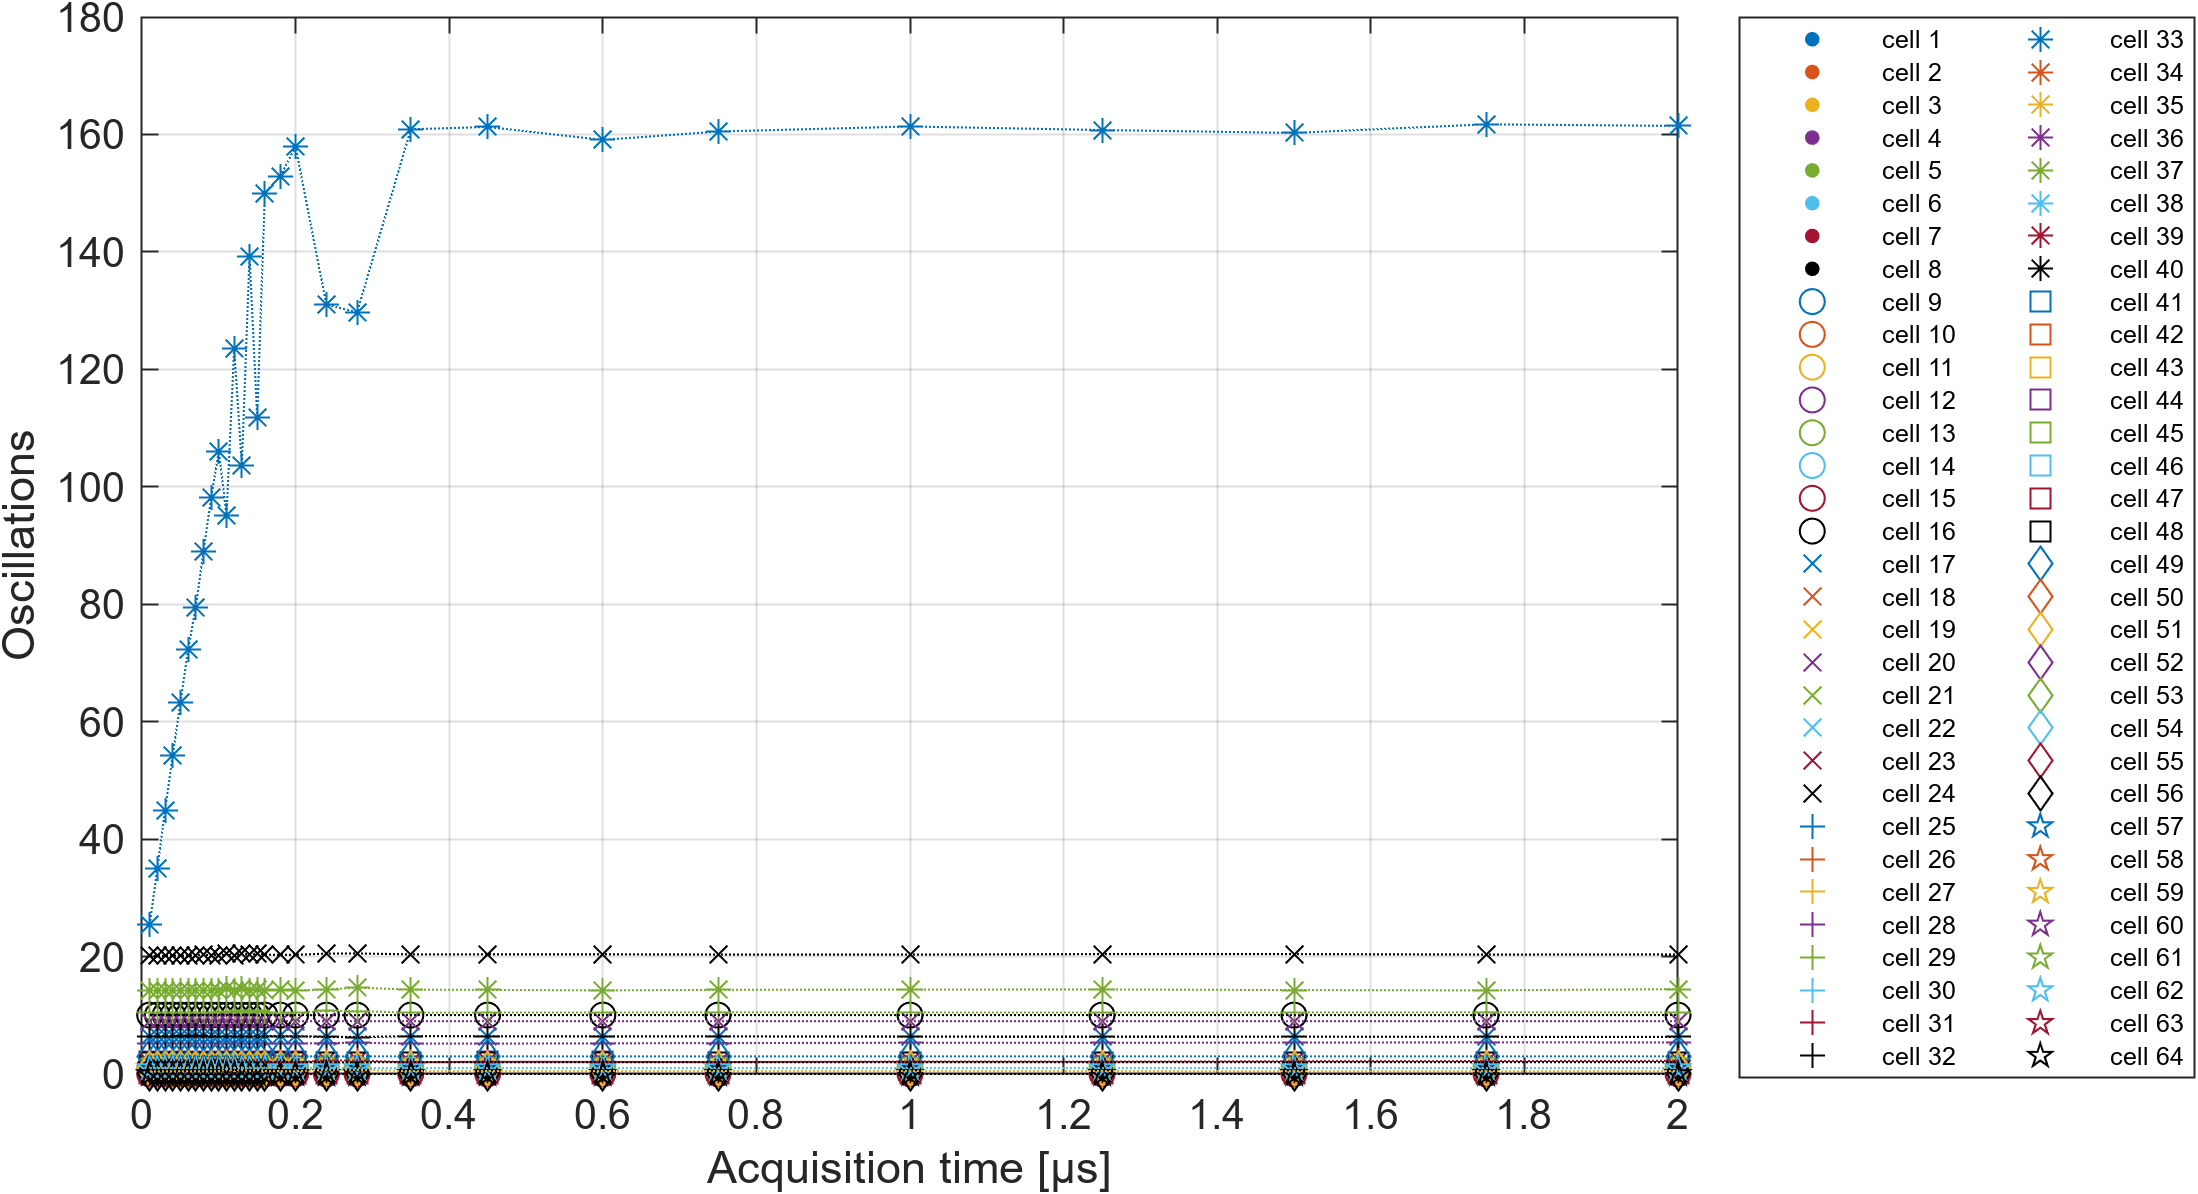 180
160
140
120
100
80
60
40
20
0
Oscillations
0 0.2 0.4 0.6 0.8 1 1.2 1.4 1.6 1.8 2
Acquisition time [µs]
cell 1
cell 2
cell 3
cell 4
cell 5
cell 6
cell 7
cell 8
cell 9
cell 10
cell 11
cell 12
cell 13
cell 14
cell 15
cell 16
cell 17
cell 18
cell 19
cell 20
cell 21
cell 22
cell 23
cell 24
cell 25
cell 26
cell 27
cell 28
cell 29
cell 30
cell 31
cell 32
cell 33
cell 34
cell 35
cell 36
cell 37
cell 38
cell 39
cell 40
cell 41
cell 42
cell 43
cell 44
cell 45
cell 46
cell 47
cell 48
cell 49
cell 50
cell 51
cell 52
cell 53
cell 54
cell 55
cell 56
cell 57
cell 58
cell 59
cell 60
cell 61
cell 62
cell 63
cell 64